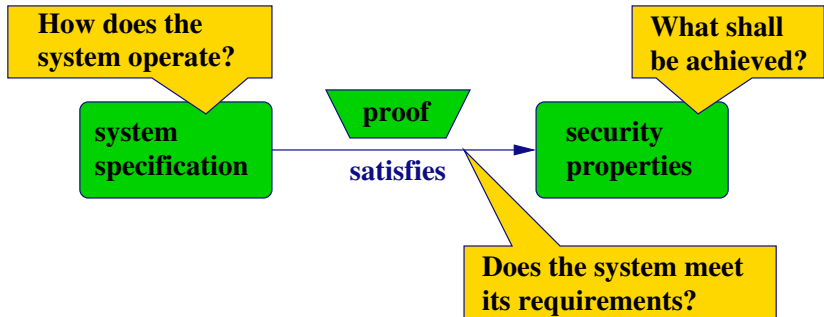 How does the
system operate?
What shall
be achieved?
system
specification
proof
satisfies
security
properties
Does the system meet
its requirements?